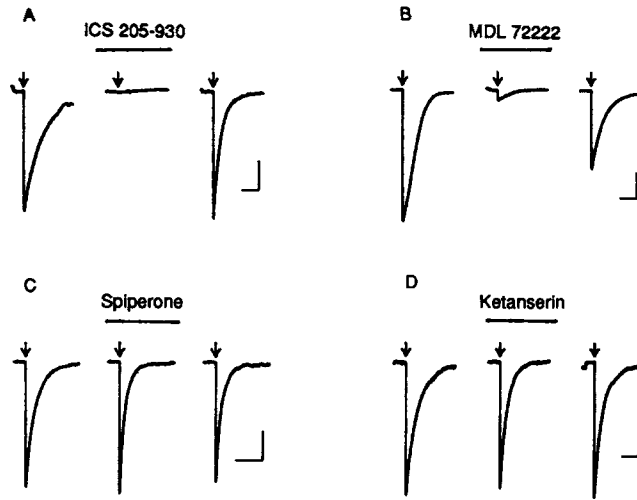 A
ICS 205-930
B
MDL 72222
C
Spiperone
D
Ketanserin